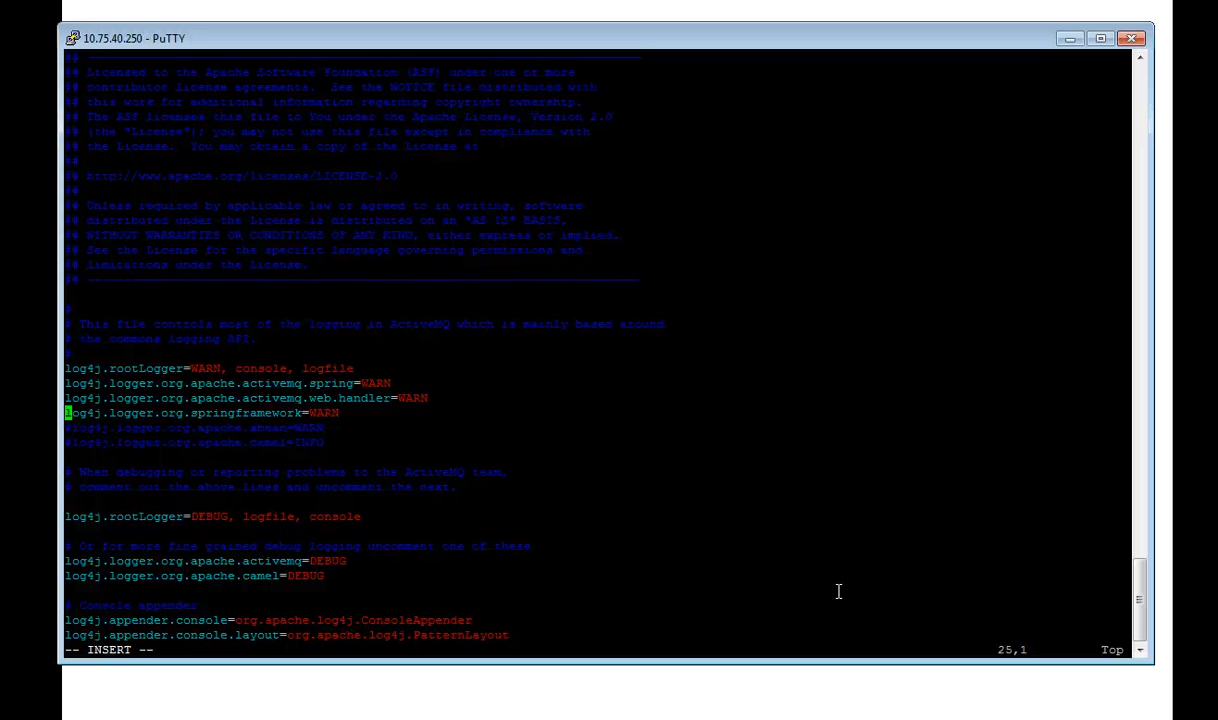 10.75.40.250 - PuTTY
## ---------------------------------------------------------------------------
## Licensed to the Apache Software Foundation (ASF) under one or more
## contributor license agreements.  See the NOTICE file distributed with
## this work for additional information regarding copyright ownership.
## The ASF licenses this file to You under the Apache License, Version 2.0
## (the "License"); you may not use this file except in compliance with
## the License.  You may obtain a copy of the License at
##
## http://www.apache.org/licenses/LICENSE-2.0
##
## Unless required by applicable law or agreed to in writing, software
## distributed under the License is distributed on an "AS IS" BASIS,
## WITHOUT WARRANTIES OR CONDITIONS OF ANY KIND, either express or implied.
## See the License for the specific language governing permissions and
## limitations under the License.
## ---------------------------------------------------------------------------
#
# This file controls most of the logging in ActiveMQ which is mainly based around
# the commons logging API.
#
log4j.rootLogger=WARN, console, logfile
log4j.logger.org.apache.activemq.spring=WARN
log4j.logger.org.apache.activemq.web.handler=WARN
log4j.logger.org.springframework=WARN
#log4j.logger.org.apache.xbean=WARN
#log4j.logger.org.apache.camel=INFO
# When debugging or reporting problems to the ActiveMQ team,
# comment out the above lines and uncomment the next.
log4j.rootLogger=DEBUG, logfile, console
# Or for more fine grained debug logging uncomment one of these
log4j.logger.org.apache.activemq=DEBUG
log4j.logger.org.apache.camel=DEBUG
# Console appender
log4j.appender.console=org.apache.log4j.ConsoleAppender
log4j.appender.console.layout=org.apache.log4j.PatternLayout
-- INSERT -- 25,1 Top